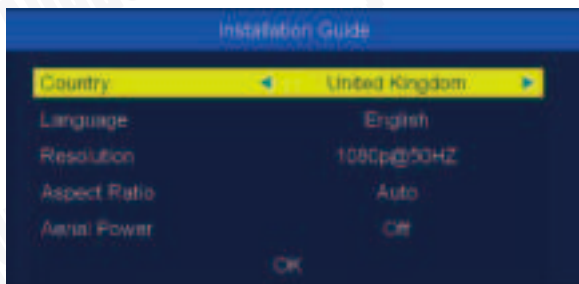 Installation Guide
Country ◄ United Kingdom ►
Language English
Resolution 1080p@50HZ
Aspect Ratio Auto
Aerial Power Off
OK